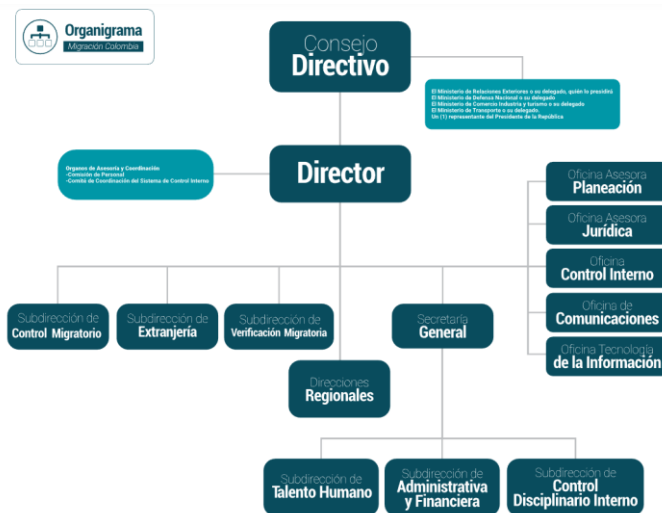 Organigrama
Migración Colombia
Consejo
Directivo
El Ministerio de Relaciones Exteriores o su delegado, quién lo presidirá
El Ministerio de Defensa Nacional o su delegado
El Ministerio de Comercio Industria y turismo o su delegado
El Ministerio de Transporte o su delegado.
Un (1) representante del Presidente de la República
Organos de Asesoría y Coordinación
-Comisión de Personal
-Comité de Coordinación del Sistema de Control Interno
Director
Oficina Asesora
Planeación
Oficina Asesora
Jurídica
Oficina
Control Interno
Oficina de
Comunicaciones
Oficina Tecnología
de la Información
Subdirección de
Control Migratorio
Subdirección de
Extranjería
Subdirección de
Verificación Migratoria
Secretaría
General
Direcciones
Regionales
Subdirección de
Talento Humano
Subdirección de
Administrativa
y Financiera
Subdirección de
Control
Disciplinario Interno